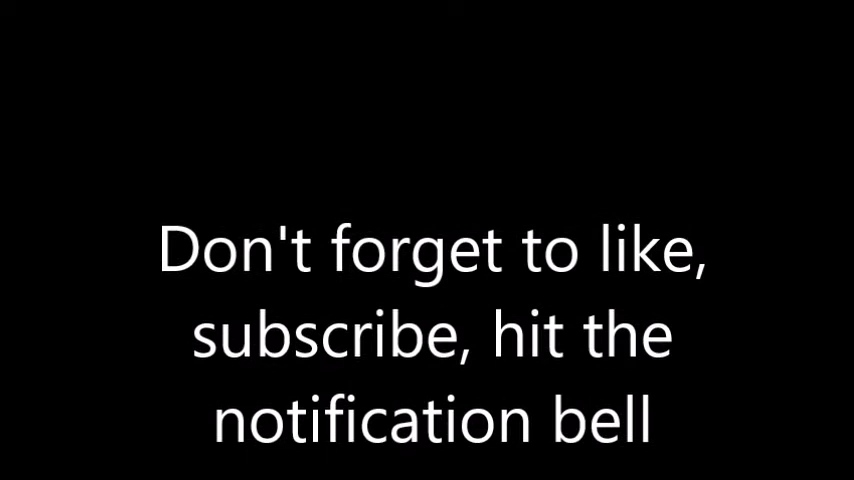 Don't forget to like,
subscribe, hit the
notification bell